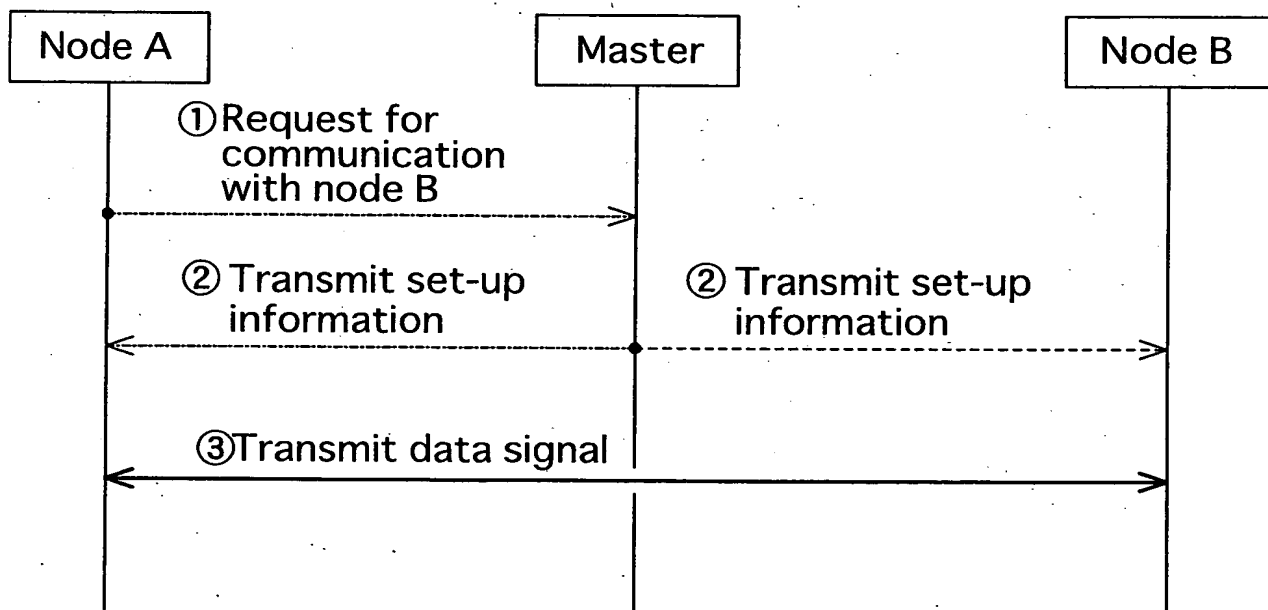 Node A
Master
Node B
①Request for
communication
with node B
② Transmit set-up
information
② Transmit set-up
information
③Transmit data signal